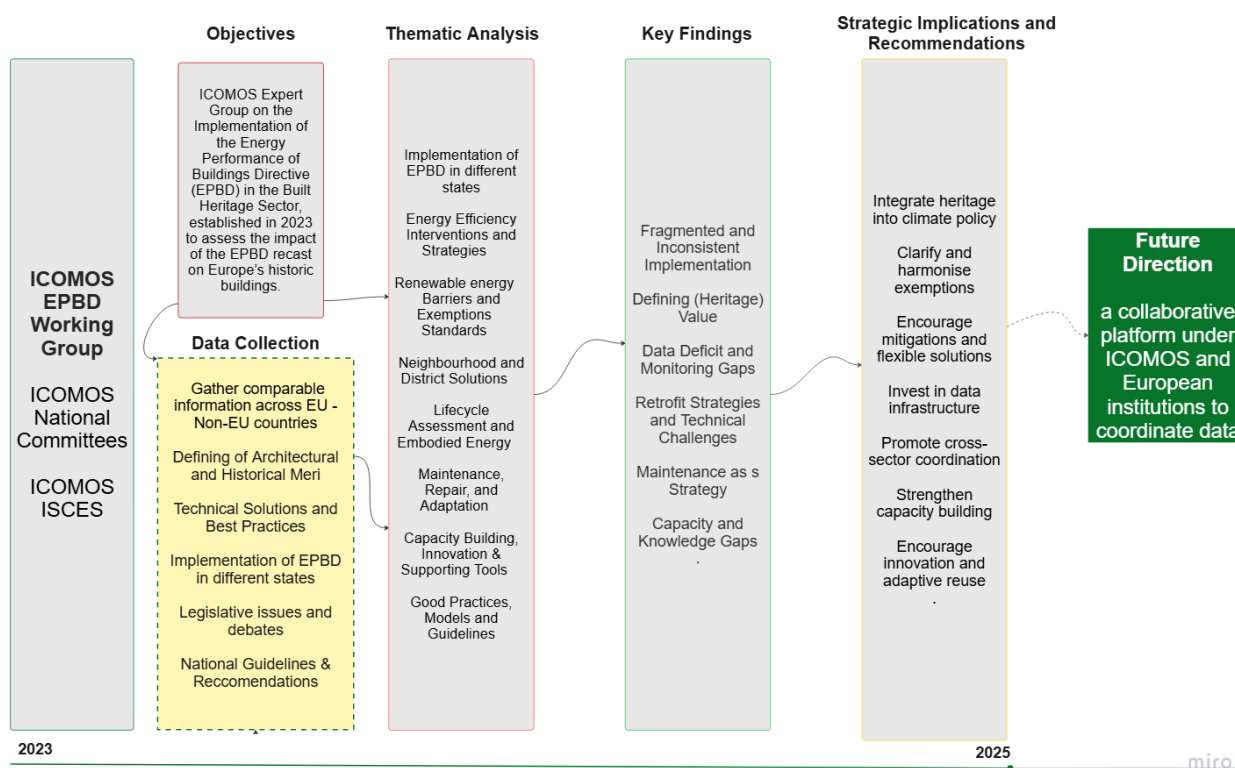 ICOMOS
EPBD
Working
Group
ICOMOS
National
Committees
ICOMOS
ISCES
Objectives
ICOMOS Expert
Group on the
Implementation of
the Energy
Performance of
Buildings Directive
(EPBD) in the Built
Heritage Sector,
established in 2023
to assess the impact
of the EPBD recast
on Europe's historic
buildings.
Data Collection
Gather comparable
information across EU -
Non-EU countries
Defining of Architectural
and Historical Meri
Technical Solutions and
Best Practices
Implementation of EPBD
in different states
Legislative issues and
debates
National Guidelines &
Reccomendations
Thematic Analysis
Implementation of
EPBD in different
states
Energy Efficiency
Interventions and
Strategies
Renewable energy
Barriers and
Exemptions
Standards
Neighbourhood and
District Solutions
Lifecycle
Assessment and
Embodied Energy
Maintenance,
Repair, and
Adaptation
Capacity Building,
Innovation &
Supporting Tools
Good Practices,
Models and
Guidelines
Key Findings
Fragmented and
Inconsistent
Implementation
Defining (Heritage)
Value
Data Deficit and
Monitoring Gaps
Retrofit Strategies
and Technical
Challenges
Maintenance as s
Strategy
Capacity and
Knowledge Gaps
.
Strategic Implications and
Recommendations
Integrate heritage
into climate policy
Clarify and
harmonise
exemptions
Encourage
mitigations and
flexible solutions
Invest in data
infrastructure
Promote cross-
sector coordination
Strengthen
capacity building
Encourage
innovation and
adaptive reuse
.
Future
Direction
a collaborative
platform under
ICOMOS and
European
institutions to
coordinate data
2023
2025
miro